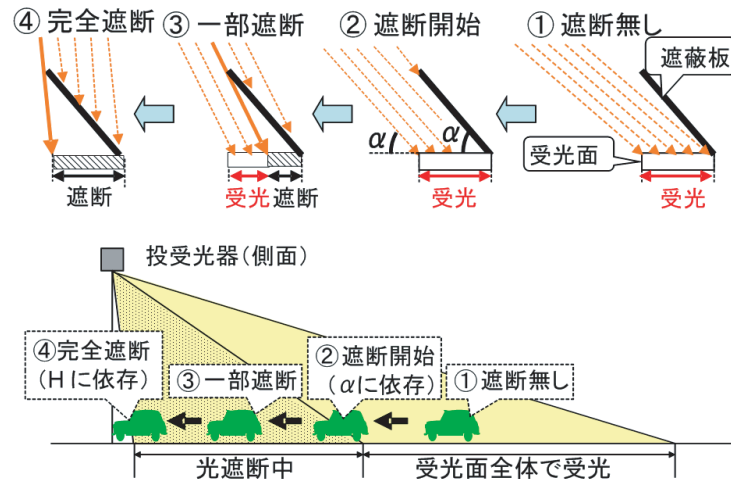 ④ 完全遮断
③ 一部遮断
② 遮断開始
① 遮断無し
遮蔽板
α
α
受光面
遮断
受光 遮断
受光
受光
投受光器(側面)
④完全遮断
(Hに依存)
③一部遮断
②遮断開始
(αに依存)
①遮断無し
光遮断中
受光面全体で受光